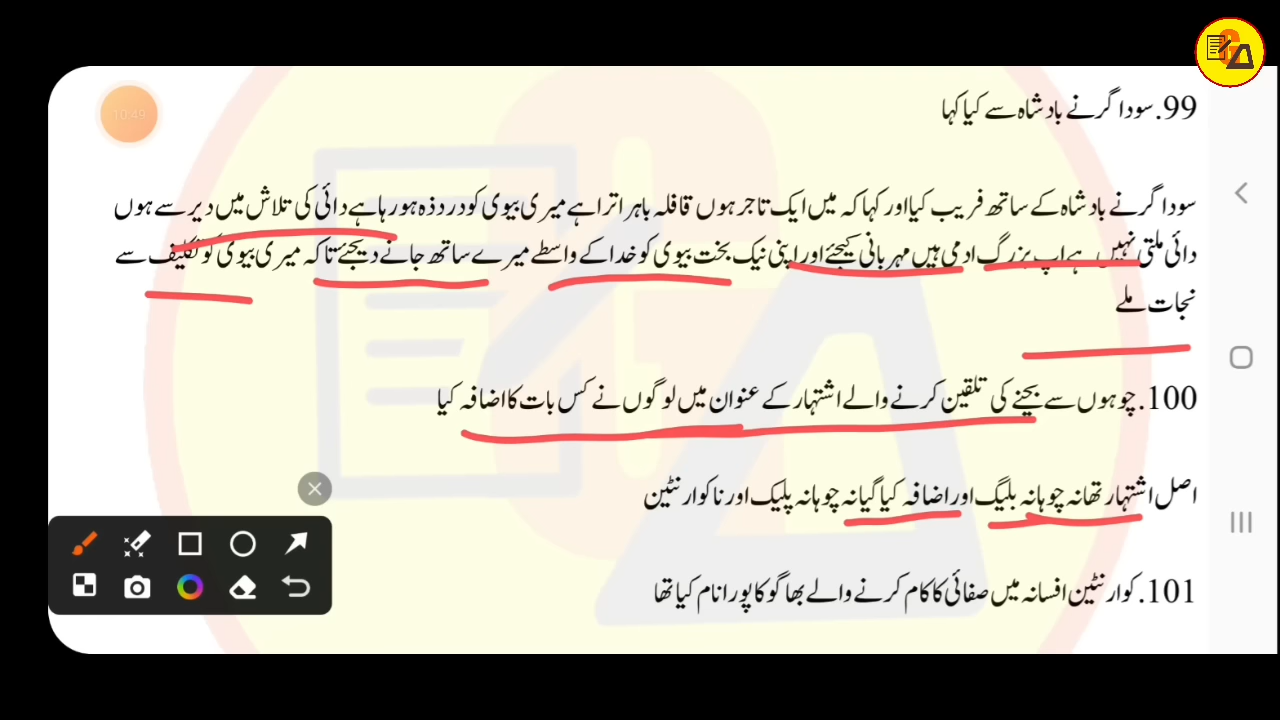 10:49
99. سوداگر نے بادشاہ سے کیا کہا
سوداگر نے بادشاہ کے ساتھ فریب کیا اور کہا کہ میں ایک تاجر ہوں قافلہ باہر اترا ہے میری بیوی کو درد ذہ ہو رہا ہے دائی کی تلاش میں دیر سے ہوں
دائی ملتی نہیں ہے اپ بزرگ ادمی ہیں مہربانی کیجئے اور اپنی نیک بخت بیوی کو خدا کے واسطے میرے ساتھ جانے دیجئے تاکہ میری بیوی کو تکلیف سے
نجات ملے
100. چوہوں سے بچنے کی تلقین کرنے والے اشتہار کے عنوان میں لوگوں نے کس بات کا اضافہ کیا
اصل اشتہار تھا نہ چوہا نہ بلیگ اور اضافہ کیا گیا نہ چوہا نہ پلیک اور نا کوارنٹین
101. کوارنٹین افسانہ میں صفائی کا کام کرنے والے بھاگو کا پورا نام کیا تھا